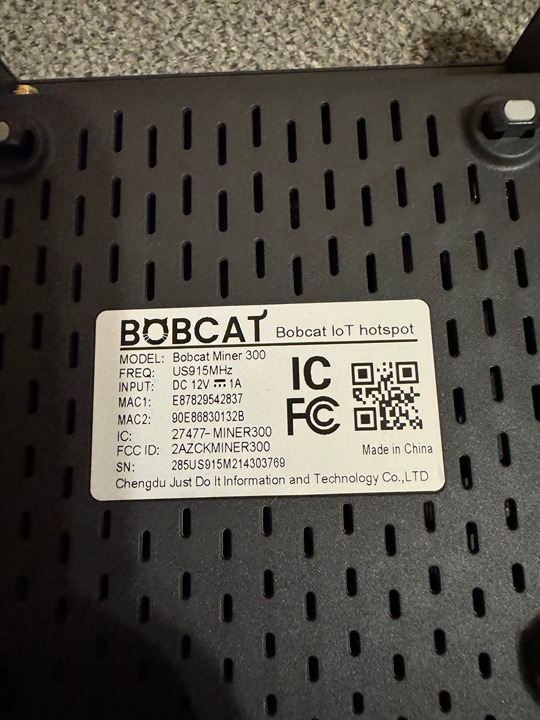 BOBCAT Bobcat IoT hotspot
MODEL: Bobcat Miner 300
FREQ: US915MHz
INPUT: DC 12V ⎓ 1A
MAC1: E87829542837
MAC2: 90E86830132B
IC: 27477-MINER300
FCC ID: 2AZCKMINER300
SN: 285US915M214303769
IC
FC
Made in China
Chengdu Just Do It Information and Technology Co.,LTD